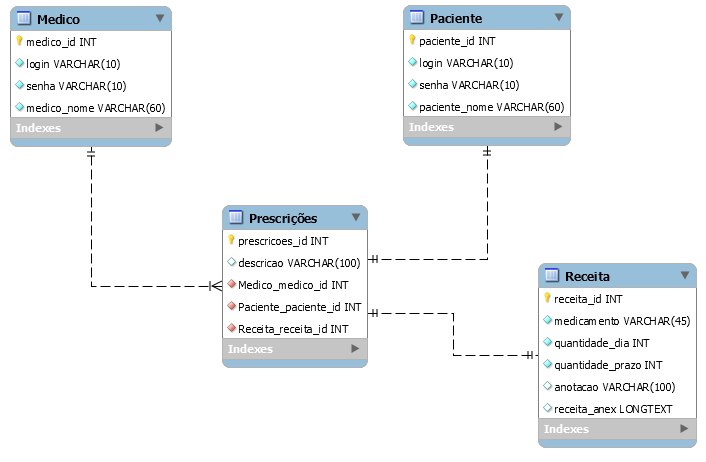 Medico
medico_id INT
login VARCHAR(10)
senha VARCHAR(10)
medico_nome VARCHAR(60)
Indexes
Paciente
paciente_id INT
login VARCHAR(10)
senha VARCHAR(10)
paciente_nome VARCHAR(60)
Indexes
Prescrições
prescricoes_id INT
descricao VARCHAR(100)
Medico_medico_id INT
Paciente_paciente_id INT
Receita_receita_id INT
Indexes
Receita
receita_id INT
medicamento VARCHAR(45)
quantidade_dia INT
quantidade_prazo INT
anotacao VARCHAR(100)
receita_anex LONGTEXT
Indexes